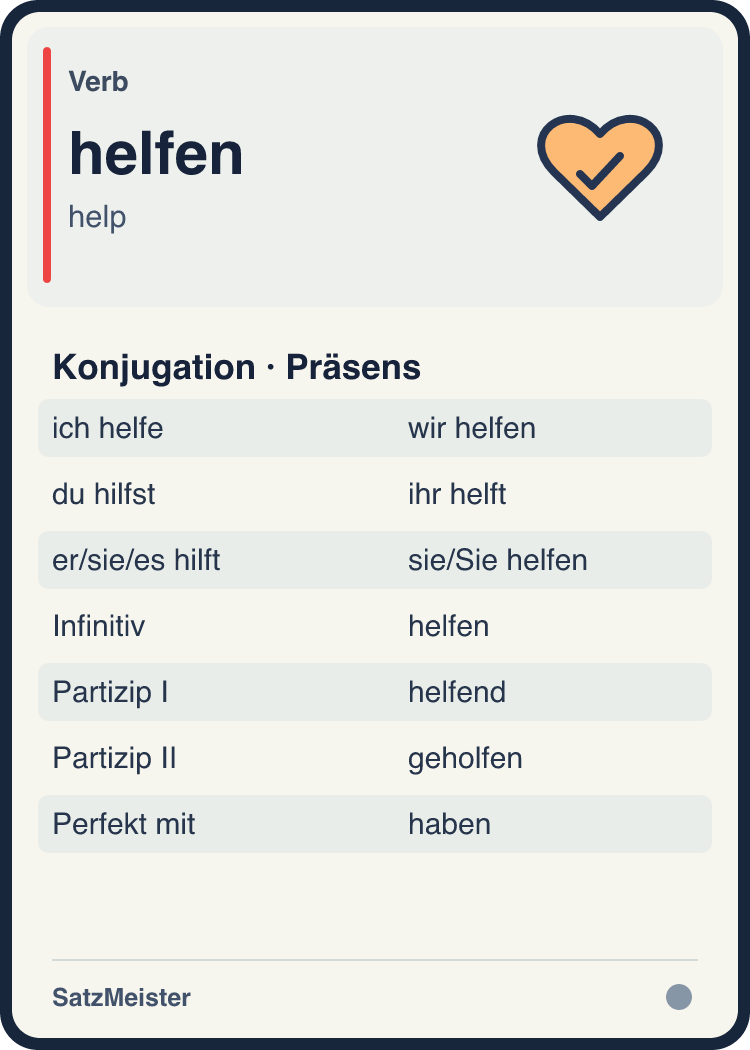 Verb
helfen
help
Konjugation · Präsens
ich helfe wir helfen
du hilfst ihr helft
er/sie/es hilft sie/Sie helfen
Infinitiv helfen
Partizip I helfend
Partizip II geholfen
Perfekt mit haben
SatzMeister